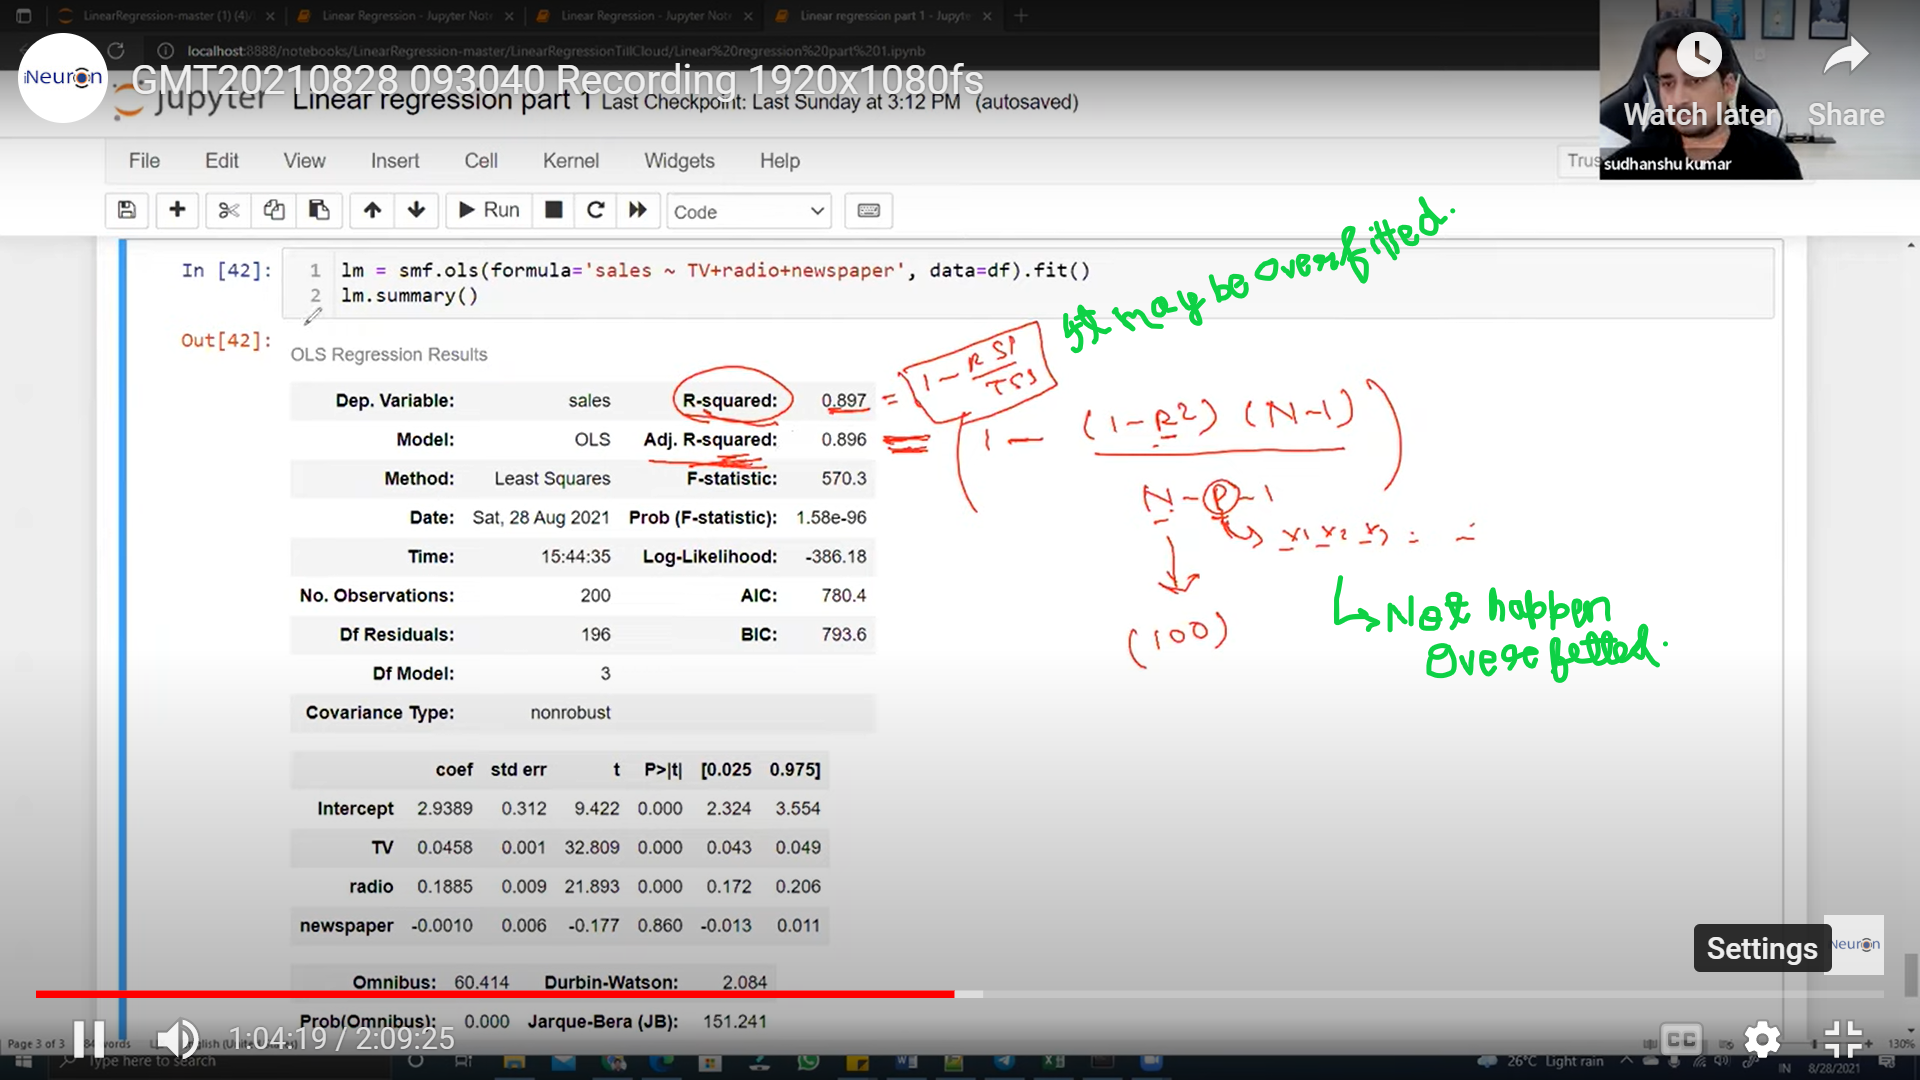 LinearRegression-master (1) (4)/
Linear Regression - Jupyter Not
Linear Regression - Jupyter Not
Linear regression part 1 - Jupyte
localhost:8888/notebooks/LinearRegression-master/LinearRegressionTillCloud/Linear%20regression%20part%201.ipynb
iNeuron
GMT20210828 093040 Recording 1920x1080fs
jupyter Linear regression part 1 Last Checkpoint: Last Sunday at 3:12 PM (autosaved)
Watch later
Share
sudhanshu kumar
File Edit View Insert Cell Kernel Widgets Help
Trus
Run
Code
It may be overfitted.
In [42]:
1 lm = smf.ols(formula='sales ~ TV+radio+newspaper', data=df).fit()
2 lm.summary()
Out[42]:
OLS Regression Results
Dep. Variable: sales R-squared: 0.897 =
1 -
TSS
Model: OLS Adj. R-squared: 0.896 =
(1 - (1-R2) (N-1))
N-P-1
Method: Least Squares F-statistic: 570.3
Date: Sat, 28 Aug 2021 Prob (F-statistic): 1.58e-96
x1 x2 x3 - -
Time: 15:44:35 Log-Likelihood: -386.18
No. Observations: 200 AIC: 780.4
Df Residuals: 196 BIC: 793.6
(100)
Not happen
overfitted.
Df Model: 3
Covariance Type: nonrobust
coef std err t P>|t| [0.025 0.975]
Intercept 2.9389 0.312 9.422 0.000 2.324 3.554
TV 0.0458 0.001 32.809 0.000 0.043 0.049
radio 0.1885 0.009 21.893 0.000 0.172 0.206
newspaper -0.0010 0.006 -0.177 0.860 -0.013 0.011
Settings
Neuron
Omnibus: 60.414 Durbin-Watson: 2.084
Prob(Omnibus): 0.000 Jarque-Bera (JB): 151.241
1:04:19 / 2:09:25
CC
Page 3 of 3
130%
Type here to search
26°C Light rain
IN
8/28/2021